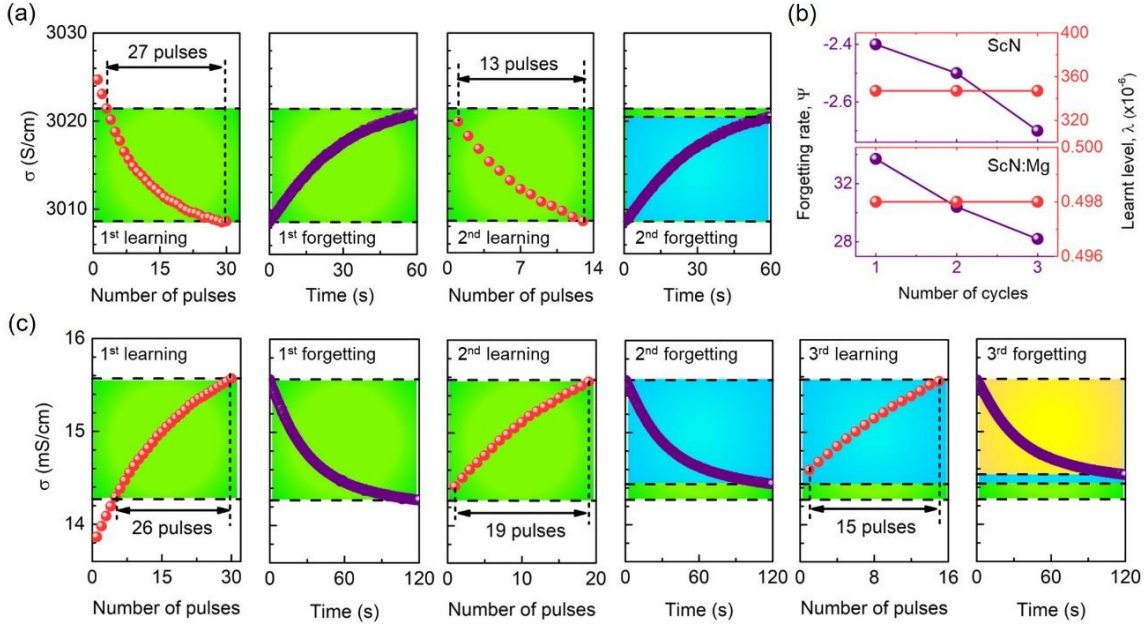 (a)
3030
3020
3010
σ (S/cm)
27 pulses
1st learning
0 15 30
Number of pulses
1st forgetting
0 30 60
Time (s)
13 pulses
2nd learning
0 7 14
Number of pulses
2nd forgetting
0 30 60
Time (s)
(b)
ScN
-2.4
-2.6
400
350
300
ScN:Mg
32
28
0.500
0.498
0.496
Forgetting rate, Ψ
Learnt level, λ (x10⁻⁶)
1 2 3
Number of cycles
(c)
16
15
14
σ (mS/cm)
1st learning
26 pulses
0 15 30
Number of pulses
1st forgetting
0 60 120
Time (s)
2nd learning
19 pulses
0 10 20
Number of pulses
2nd forgetting
0 60 120
Time (s)
3rd learning
15 pulses
0 8 16
Number of pulses
3rd forgetting
0 60 120
Time (s)